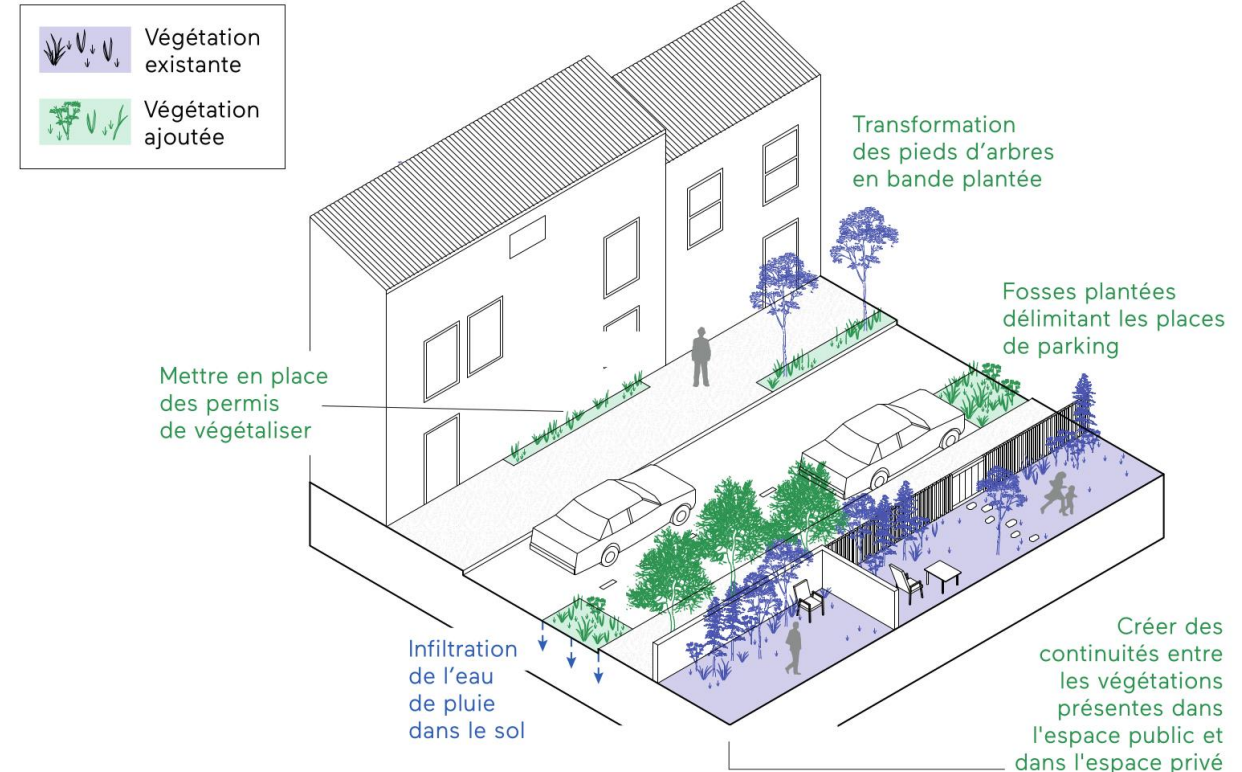 Végétation
existante
Végétation
ajoutée
Transformation
des pieds d’arbres
en bande plantée
Fosses plantées
délimitant les places
de parking
Mettre en place
des permis
de végétaliser
Infiltration
de l’eau
de pluie
dans le sol
Créer des
continuités entre
les végétations
présentes dans
l'espace public et
dans l'espace privé